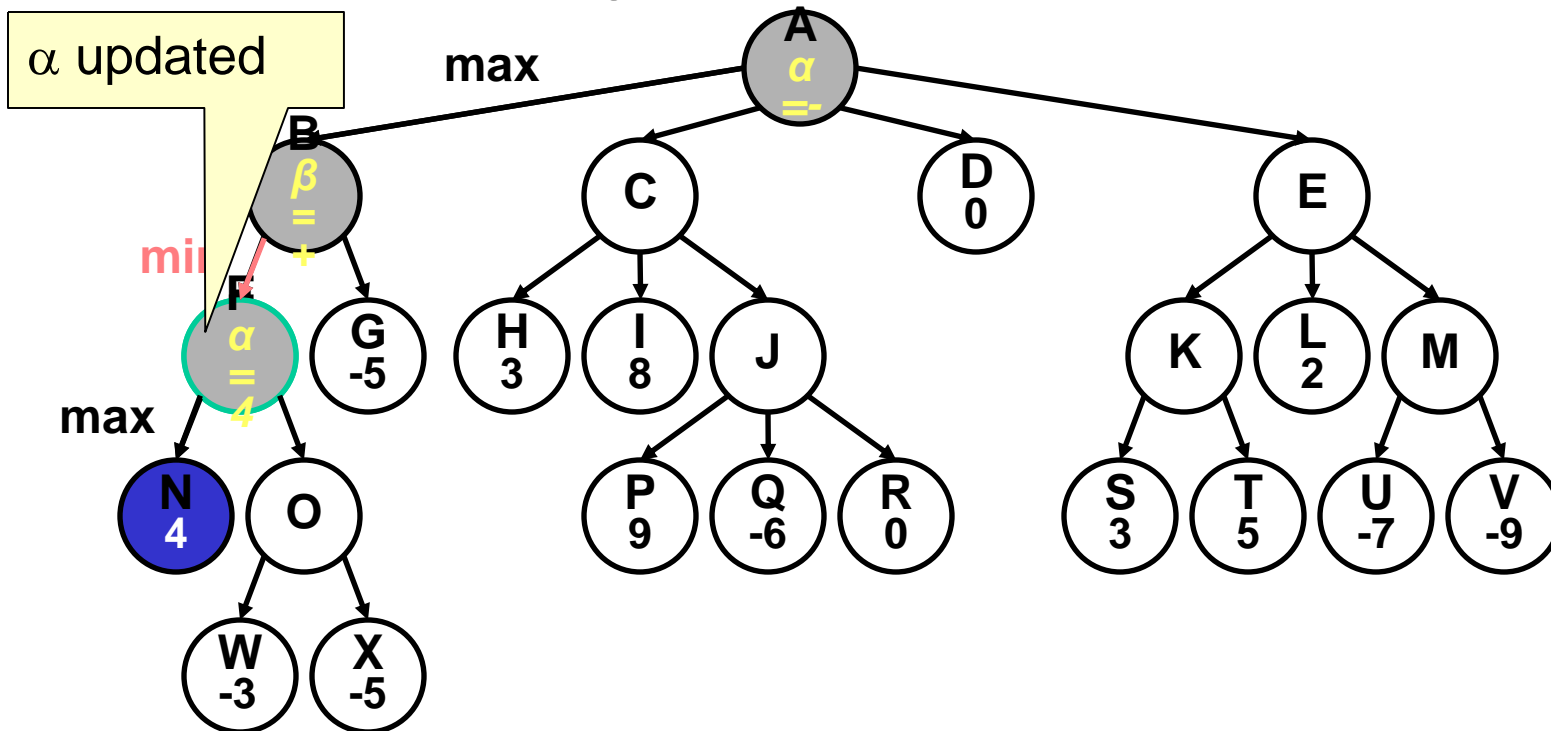 α updated
max
A
α
=-
B
β
=
+
C
D
0
E
F
α
=
4
G
-5
H
3
I
8
J
K
L
2
M
max
N
4
O
P
9
Q
-6
R
0
S
3
T
5
U
-7
V
-9
W
-3
X
-5